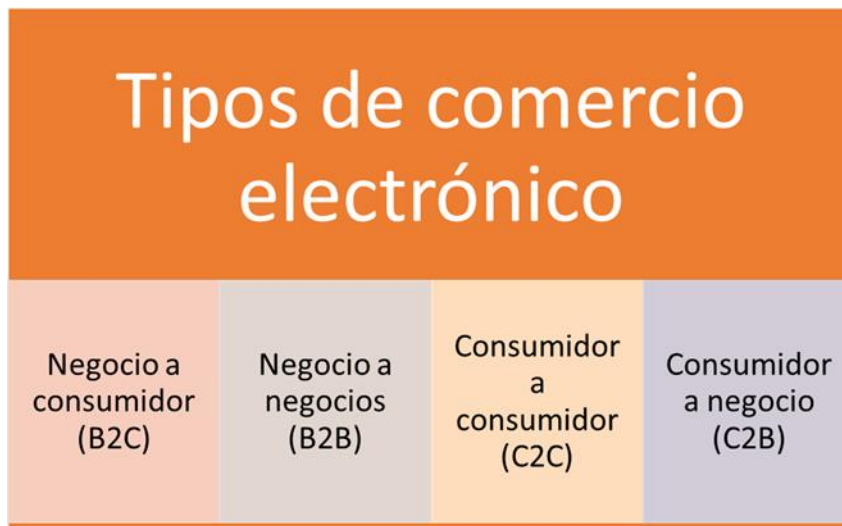 Tipos de comercio
electrónico
Negocio a
consumidor
(B2C)
Negocio a
negocios
(B2B)
Consumidor
a
consumidor
(C2C)
Consumidor
a negocio
(C2B)